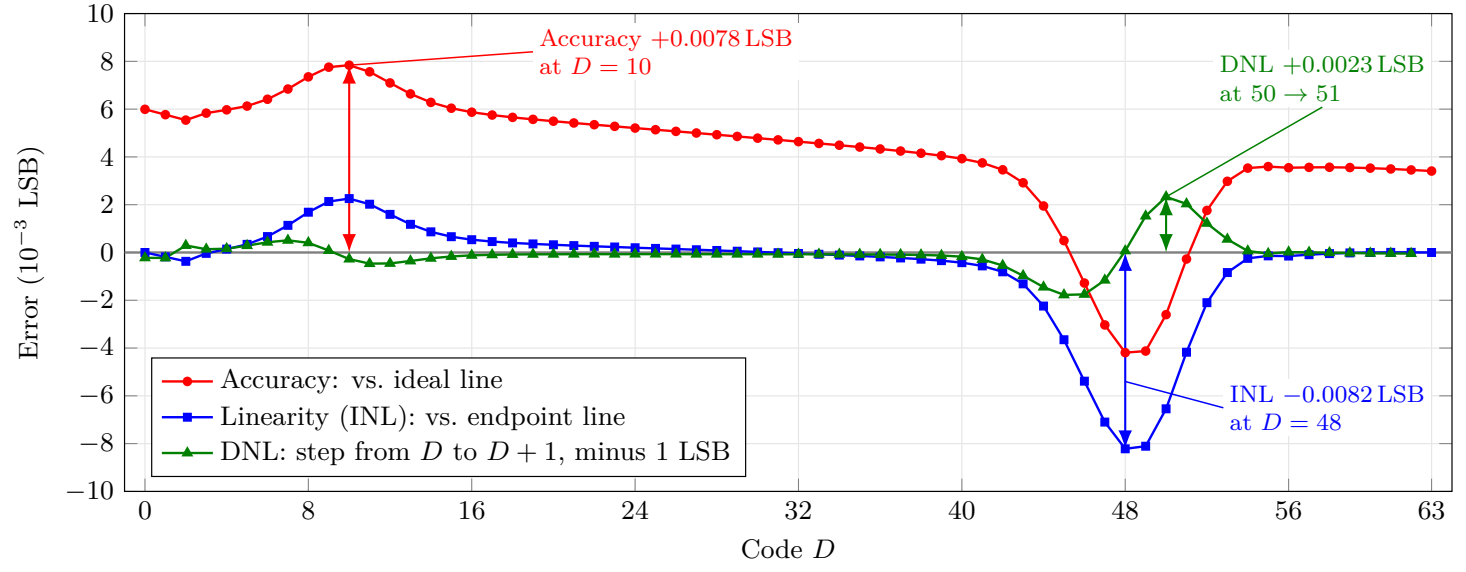 10
8
6
4
2
0
−2
−4
−6
−8
−10
Error (10⁻³ LSB)
Accuracy +0.0078 LSB
at D = 10
DNL +0.0023 LSB
at 50 → 51
INL −0.0082 LSB
at D = 48
Accuracy: vs. ideal line
Linearity (INL): vs. endpoint line
DNL: step from D to D + 1, minus 1 LSB
0 8 16 24 32 40 48 56 63
Code D